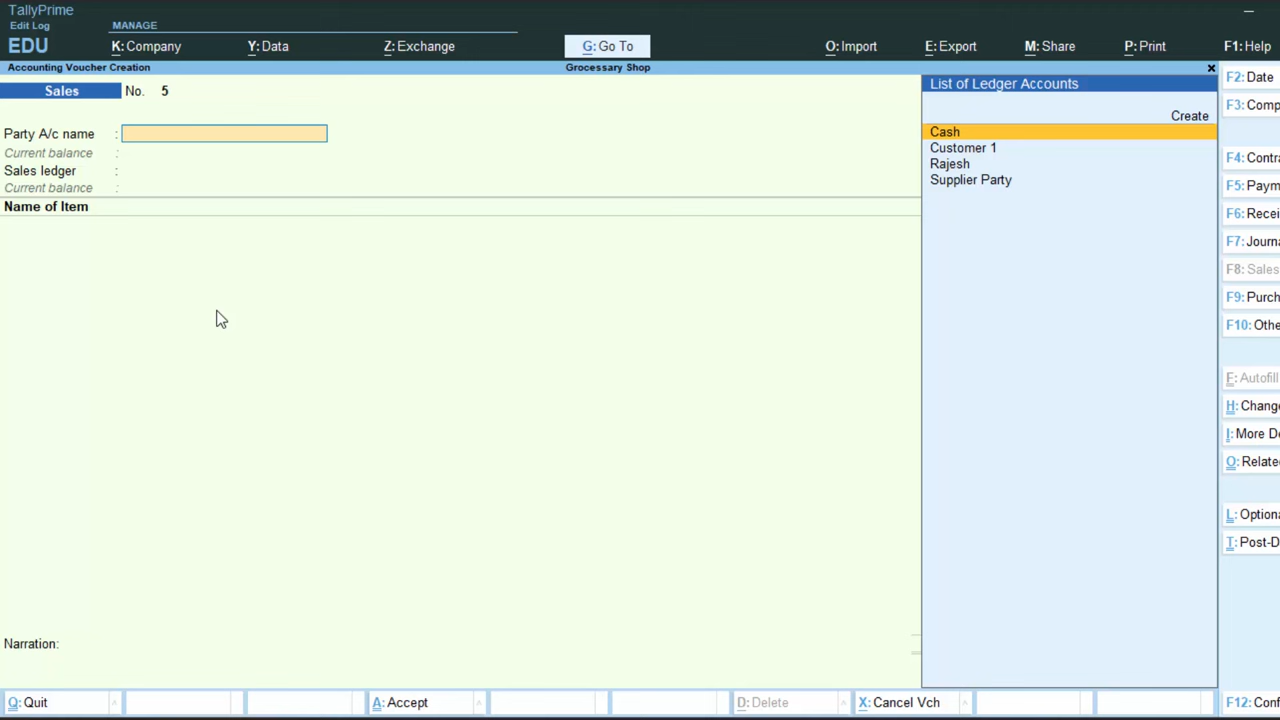 TallyPrime
Edit Log
EDU
MANAGE
K: Company
Y: Data
Z: Exchange
G: Go To
O: Import
E: Export
M: Share
P: Print
F1: Help
Accounting Voucher Creation
Grocessary Shop
Sales No. 5
Party A/c name :
Current balance :
Sales ledger :
Current balance :
Name of Item
Narration:
List of Ledger Accounts
Create
Cash
Customer 1
Rajesh
Supplier Party
F2: Date
F3: Comp
F4: Contra
F5: Paym
F6: Recei
F7: Journa
F8: Sales
F9: Purch
F10: Othe
F: Autofill
H: Change
I: More De
O: Related
L: Optiona
T: Post-D
Q: Quit
A: Accept
D: Delete
X: Cancel Vch
F12: Conf